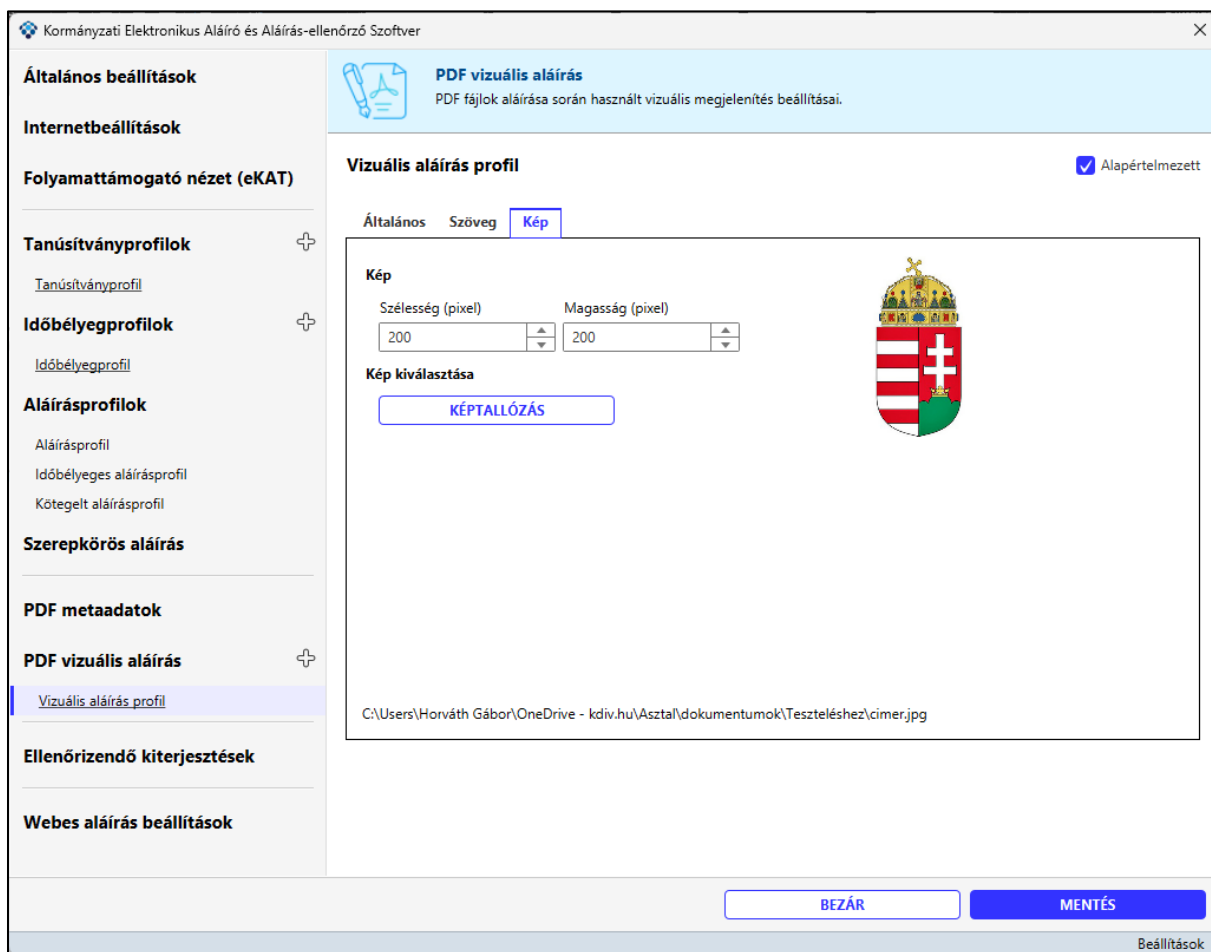 Kormányzati Elektronikus Aláíró és Aláírás-ellenőrző Szoftver
Általános beállítások
Internetbeállítások
Folyamattámogató nézet (eKAT)
Tanúsítványprofilok
Tanúsítványprofil
Időbélyegprofilok
Időbélyegprofil
Aláírásprofilok
Aláírásprofil
Időbélyeges aláírásprofil
Kötegelt aláírásprofil
Szerepkörös aláírás
PDF metaadatok
PDF vizuális aláírás
Vizuális aláírás profil
Ellenőrizendő kiterjesztések
Webes aláírás beállítások
PDF vizuális aláírás
PDF fájlok aláírása során használt vizuális megjelenítés beállításai.
Vizuális aláírás profil
Alapértelmezett
Általános Szöveg Kép
Kép
Szélesség (pixel) Magasság (pixel)
200 200
Kép kiválasztása
KÉPTALLÓZÁS
C:\Users\Horváth Gábor\OneDrive - kdiv.hu\Asztal\dokumentumok\Teszteléshez\cimer.jpg
BEZÁR MENTÉS
Beállítások